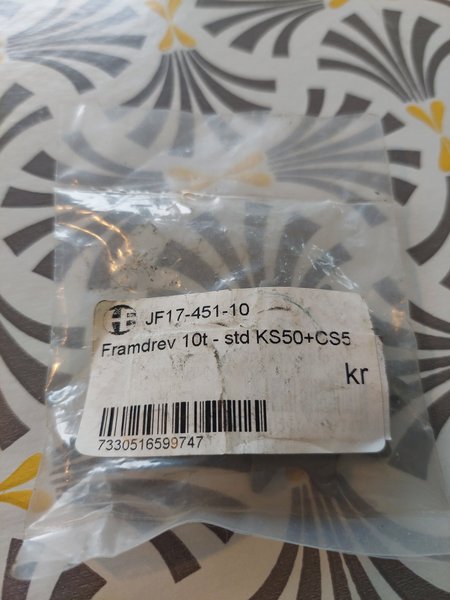 JF17-451-10
Framdrev 10t - std KS50+CS5
kr
7330516599747